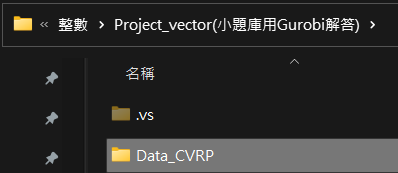 « 整數 › Project_vector(小題庫用Gurobi解答) ›
名稱
.vs
Data_CVRP